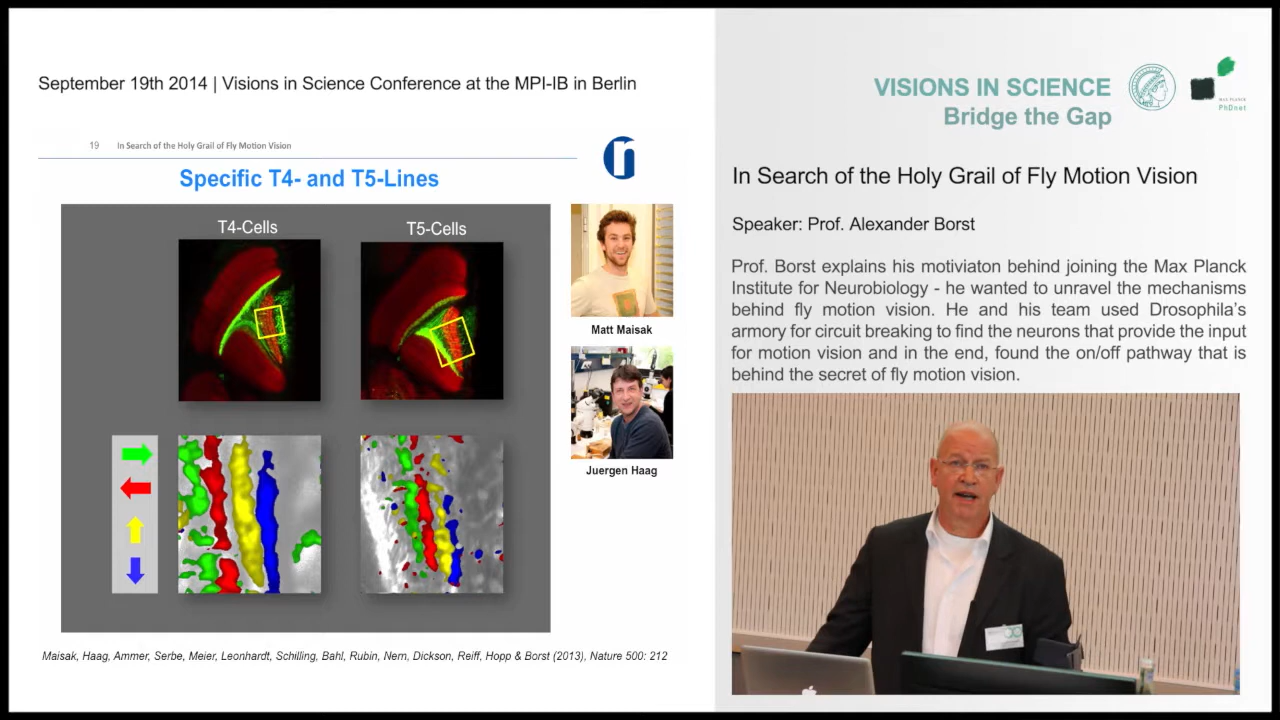 September 19th 2014 | Visions in Science Conference at the MPI-IB in Berlin
VISIONS IN SCIENCE
Bridge the Gap
MAX PLANCK
PhDnet
19 In Search of the Holy Grail of Fly Motion Vision
Specific T4- and T5-Lines
T4-Cells
T5-Cells
Matt Maisak
Juergen Haag
Maisak, Haag, Ammer, Serbe, Meier, Leonhardt, Schilling, Bahl, Rubin, Nern, Dickson, Reiff, Hopp & Borst (2013), Nature 500: 212
In Search of the Holy Grail of Fly Motion Vision
Speaker: Prof. Alexander Borst
Prof. Borst explains his motiviaton behind joining the Max Planck
Institute for Neurobiology - he wanted to unravel the mechanisms
behind fly motion vision. He and his team used Drosophila's
armory for circuit breaking to find the neurons that provide the input
for motion vision and in the end, found the on/off pathway that is
behind the secret of fly motion vision.